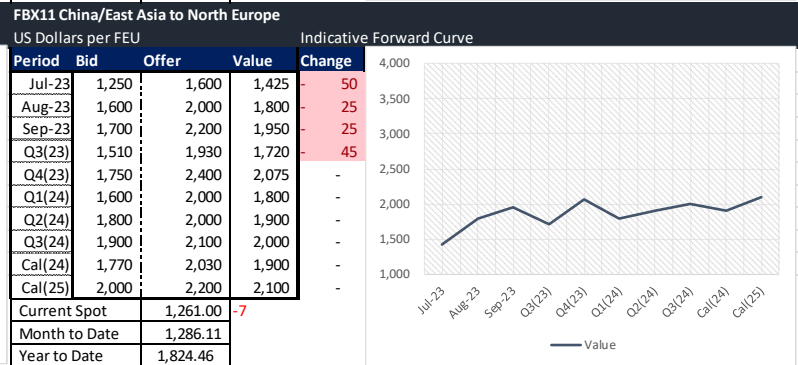 FBX11 China/East Asia to North Europe
US Dollars per FEU Indicative Forward Curve
Period Bid Offer Value Change
Jul-23 1,250 1,600 1,425 - 50
Aug-23 1,600 2,000 1,800 - 25
Sep-23 1,700 2,200 1,950 - 25
Q3(23) 1,510 1,930 1,720 - 45
Q4(23) 1,750 2,400 2,075 -
Q1(24) 1,600 2,000 1,800 -
Q2(24) 1,800 2,000 1,900 -
Q3(24) 1,900 2,100 2,000 -
Cal(24) 1,770 2,030 1,900 -
Cal(25) 2,000 2,200 2,100 -
Current Spot 1,261.00 -7
Month to Date 1,286.11
Year to Date 1,824.46
4,000
3,500
3,000
2,500
2,000
1,500
1,000
Jul-23 Aug-23 Sep-23 Q3(23) Q4(23) Q1(24) Q2(24) Q3(24) Cal(24) Cal(25)
Value